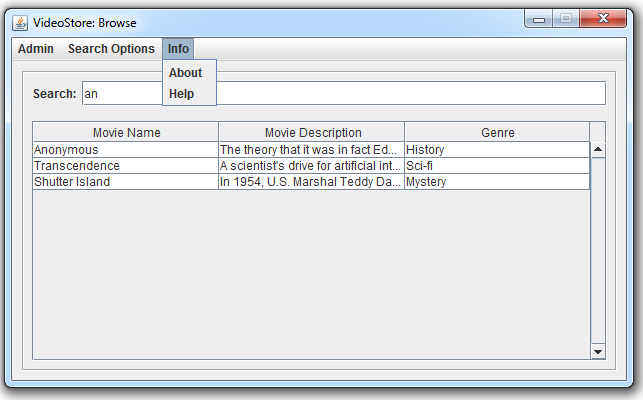 VideoStore: Browse
Admin Search Options Info
About
Help
Search: an
Movie Name Movie Description Genre
Anonymous The theory that it was in fact Ed... History
Transcendence A scientist's drive for artificial int... Sci-fi
Shutter Island In 1954, U.S. Marshal Teddy Da... Mystery